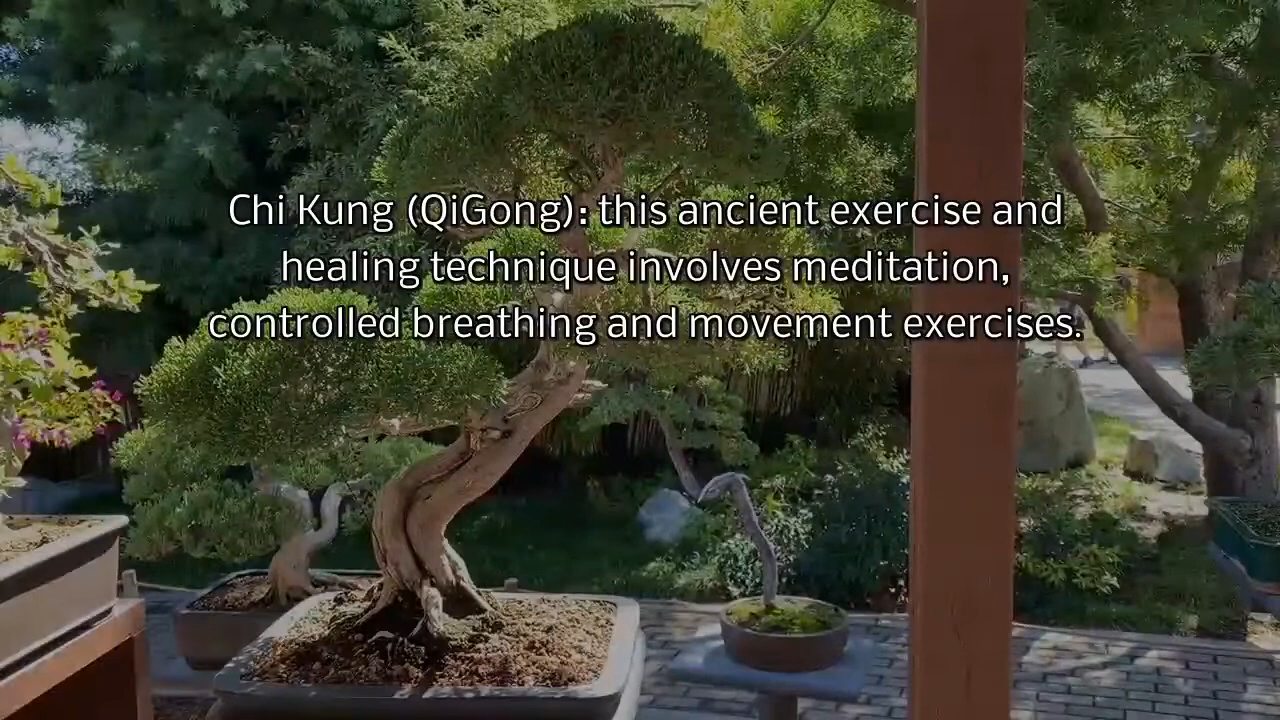 Chi Kung (QiGong): this ancient exercise and
healing technique involves meditation,
controlled breathing and movement exercises.